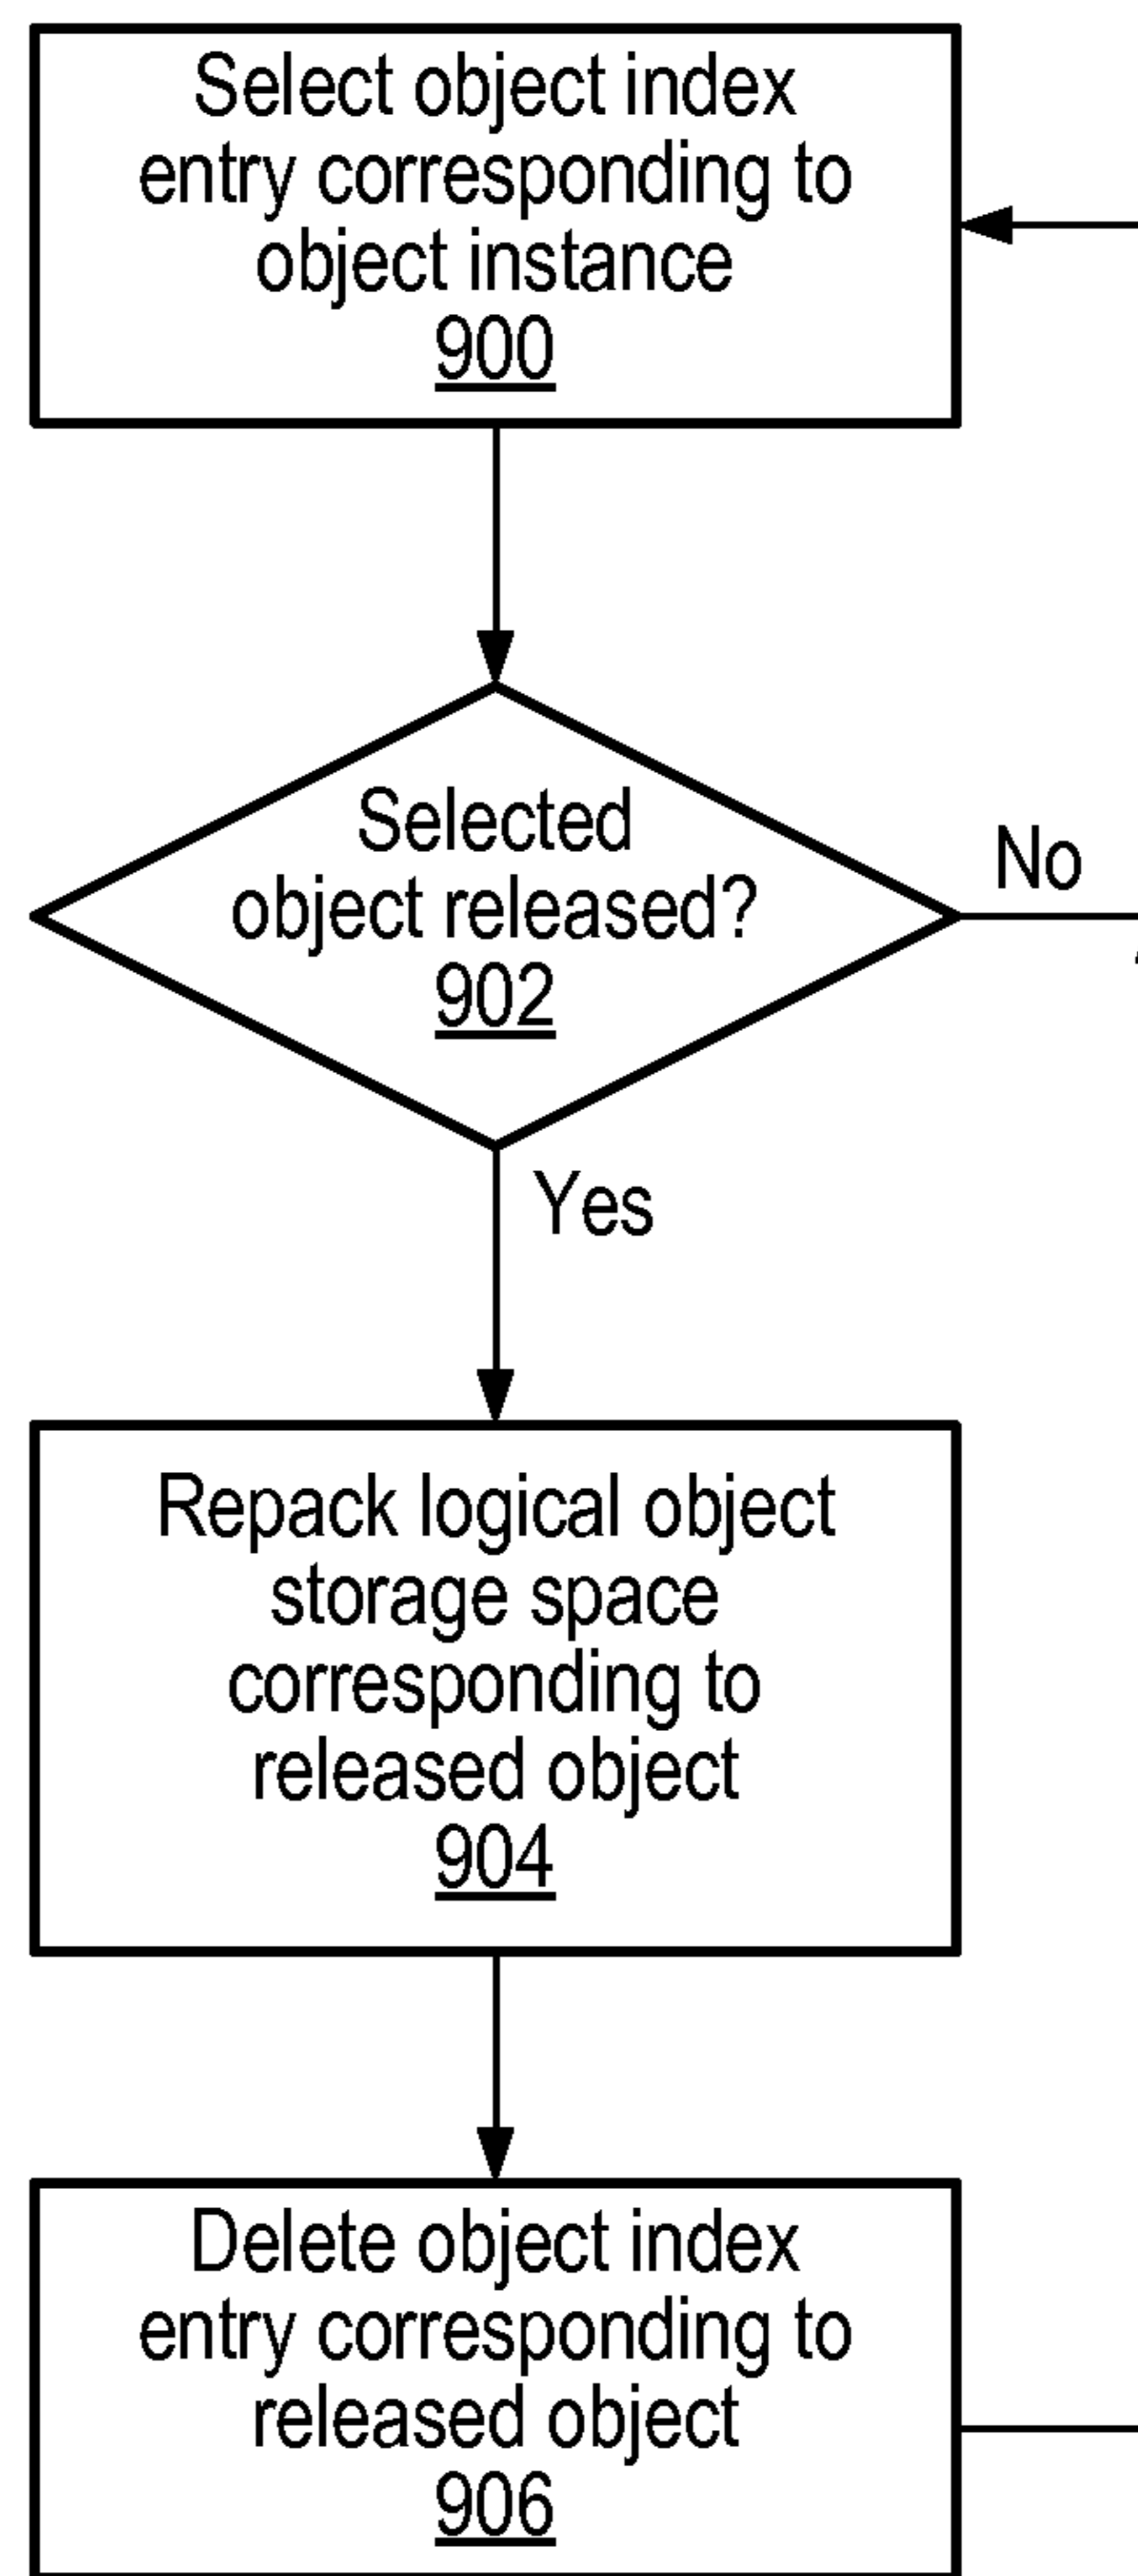 Select object index
entry corresponding to
object instance
900
Selected
object released?
902
No
Yes
Repack logical object
storage space
corresponding to
released object
904
Delete object index
entry corresponding to
released object
906